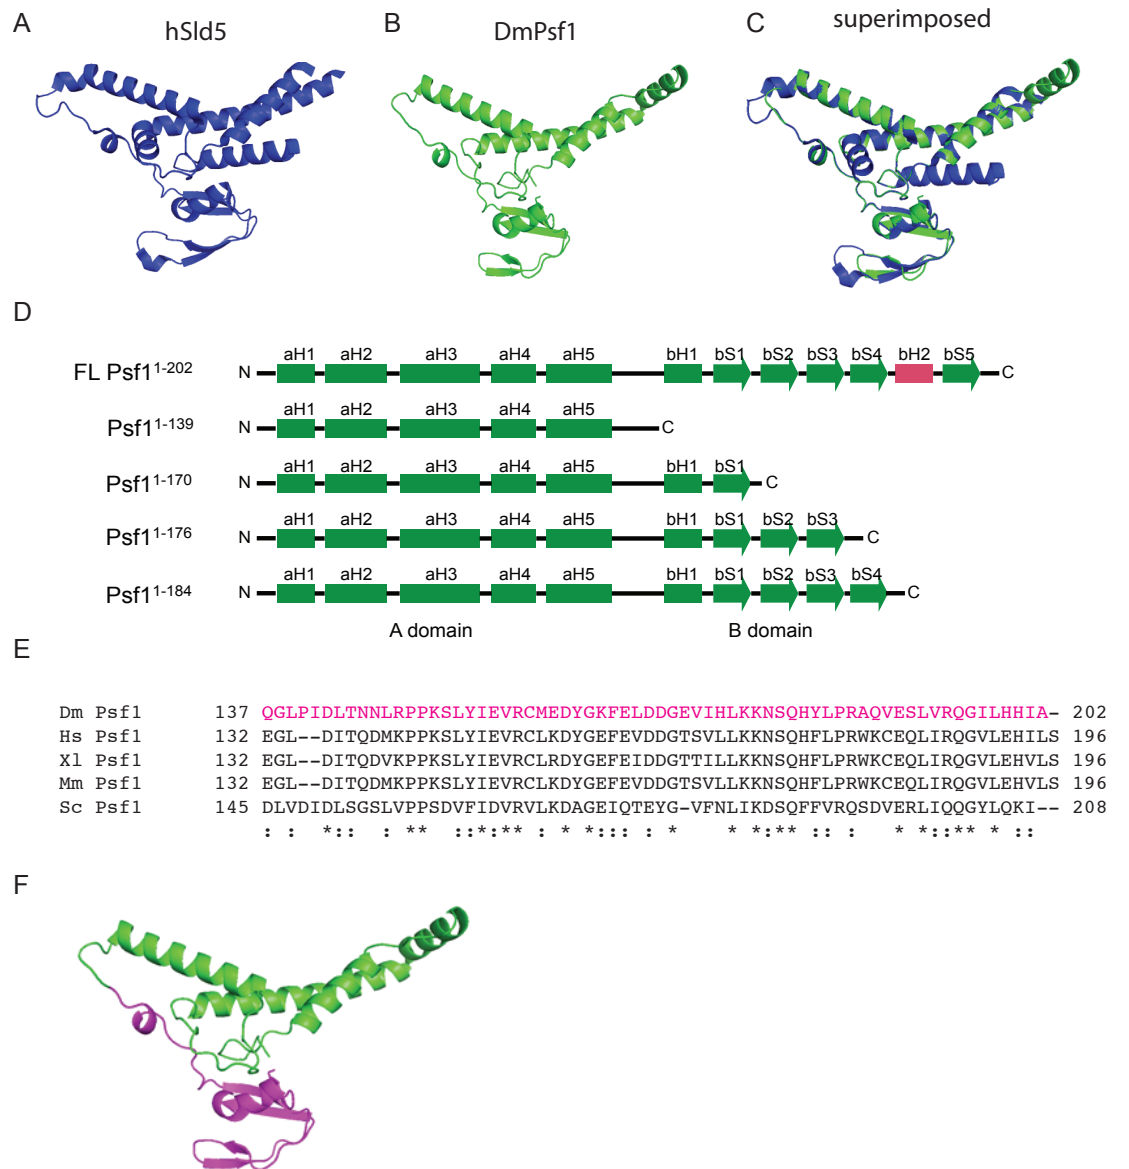 A hSld5 B DmPsf1 C superimposed
D
aH1 aH2 aH3 aH4 aH5 bH1 bS1 bS2 bS3 bS4 bH2 bS5
FL Psf1¹⁻²⁰² N C
aH1 aH2 aH3 aH4 aH5
Psf1¹⁻¹³⁹ N C
aH1 aH2 aH3 aH4 aH5 bH1 bS1
Psf1¹⁻¹⁷⁰ N C
aH1 aH2 aH3 aH4 aH5 bH1 bS1 bS2 bS3
Psf1¹⁻¹⁷⁶ N C
aH1 aH2 aH3 aH4 aH5 bH1 bS1 bS2 bS3 bS4
Psf1¹⁻¹⁸⁴ N C
A domain B domain
E
Dm Psf1 137 QGLPIDLTNNLRPPKSLYIEVRCMEDYGKFELDDGEVIHLKKNSQHYLPRAQVESLVRQGILHHIA- 202
Hs Psf1 132 EGL--DITQDMKPPKSLYIEVRCLKDYGEFEVDDGTSVLLKKNSQHFLPRWKCEQLIRQGVLEHILS 196
Xl Psf1 132 EGL--DITQDVKPPKSLYIEVRCLRDYGEFEIDDGTTILLKKNSQHFLPRWKCEQLIRQGVLEHVLS 196
Mm Psf1 132 EGL--DITQDMKPPKSLYIEVRCLKDYGEFEVDDGTSVLLKKNSQHFLPRWKCEQLIRQGVLEHILS 196
Sc Psf1 145 DLVDIDLSGSLVPPSDVFIDVRVLKDAGEIQTEYG-VFNLIKDSQFFVRQSDVERLIQQGYLQKI-- 208
: : *:: : ** ::*:** : * *::: : * * *:** :: : * *::** * ::
F